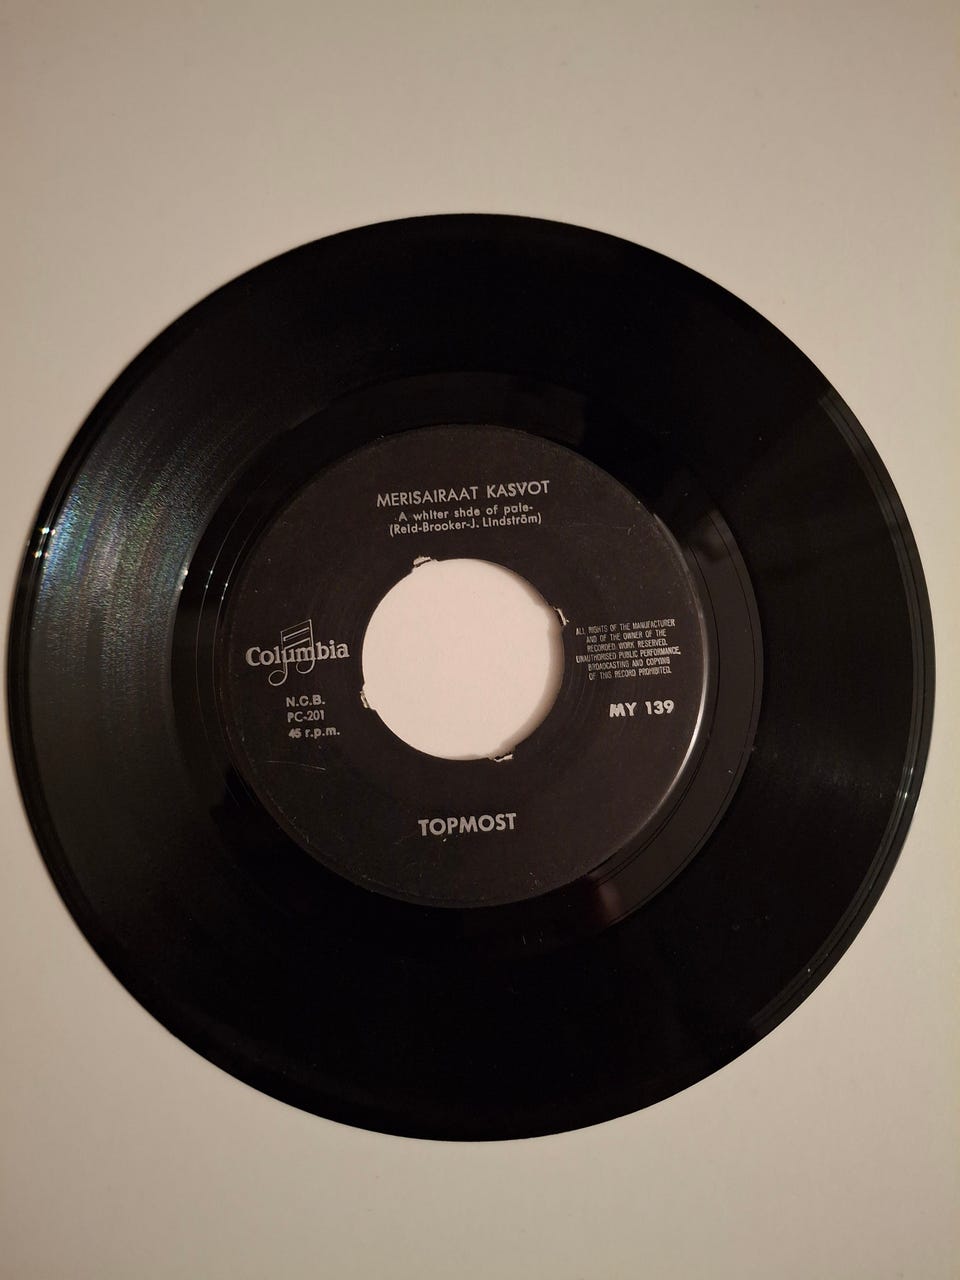 MERISAIRAAT KASVOT
-A whiter shde of pale-
(Reid-Brooker-J. Lindström)
Columbia
N.C.B.
PC-201
45 r.p.m.
ALL RIGHTS OF THE MANUFACTURER
AND OF THE OWNER OF THE
RECORDED WORK RESERVED.
UNAUTHORISED PUBLIC PERFORMANCE,
BROADCASTING AND COPYING
OF THIS RECORD PROHIBITED.
MY 139
TOPMOST